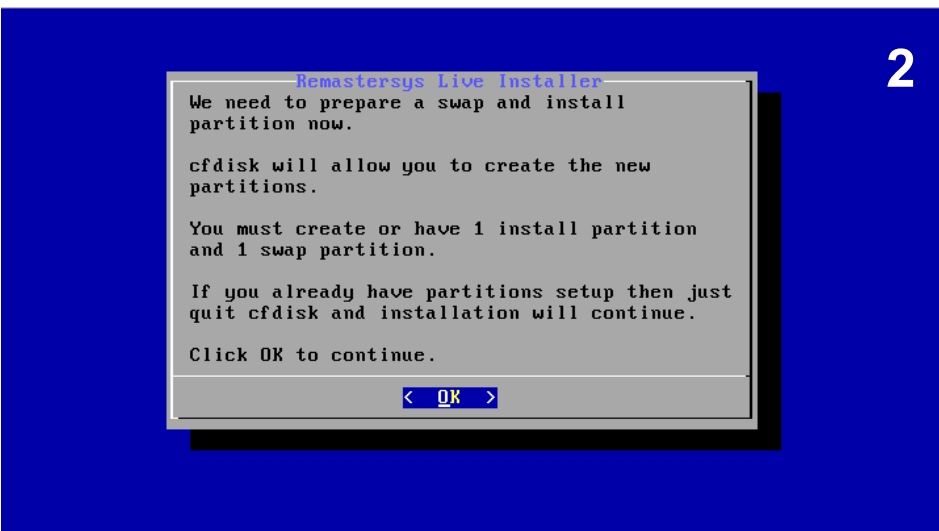 2
Remastersys Live Installer
We need to prepare a swap and install
partition now.
cfdisk will allow you to create the new
partitions.
You must create or have 1 install partition
and 1 swap partition.
If you already have partitions setup then just
quit cfdisk and installation will continue.
Click OK to continue.
< OK >